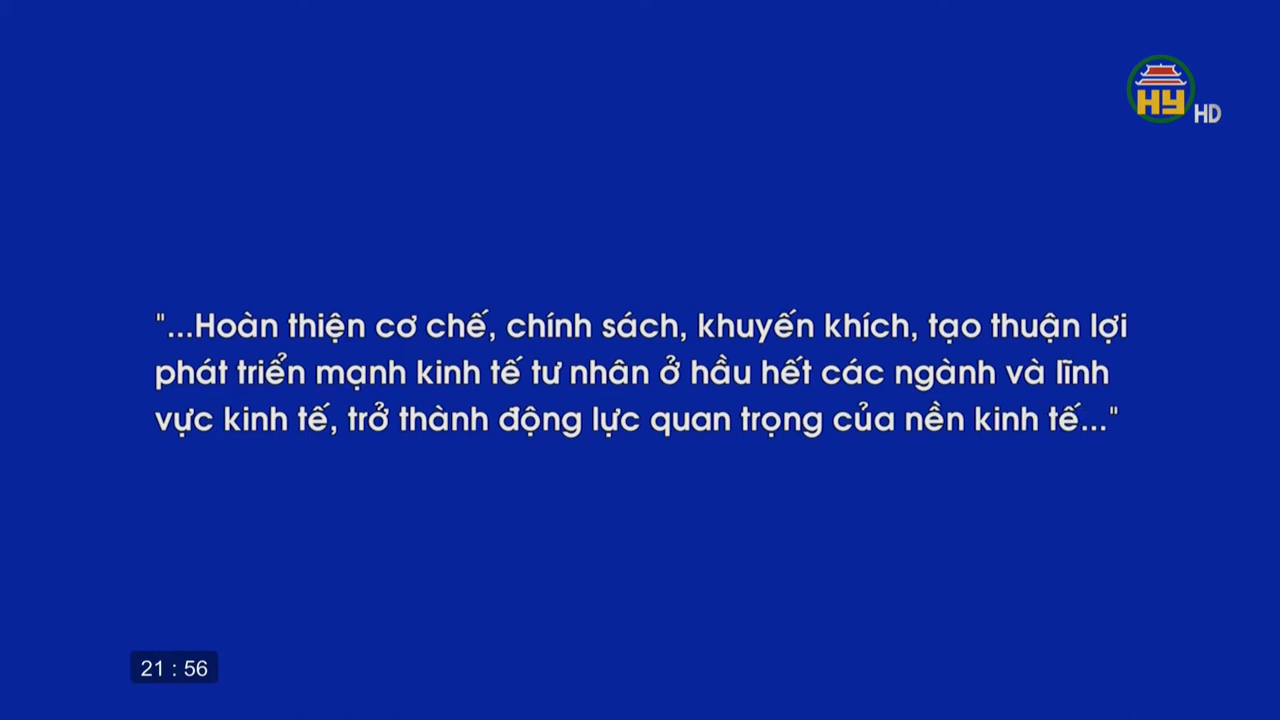 HY HD
"...Hoàn thiện cơ chế, chính sách, khuyến khích, tạo thuận lợi
phát triển mạnh kinh tế tư nhân ở hầu hết các ngành và lĩnh
vực kinh tế, trở thành động lực quan trọng của nền kinh tế..."
21 : 56